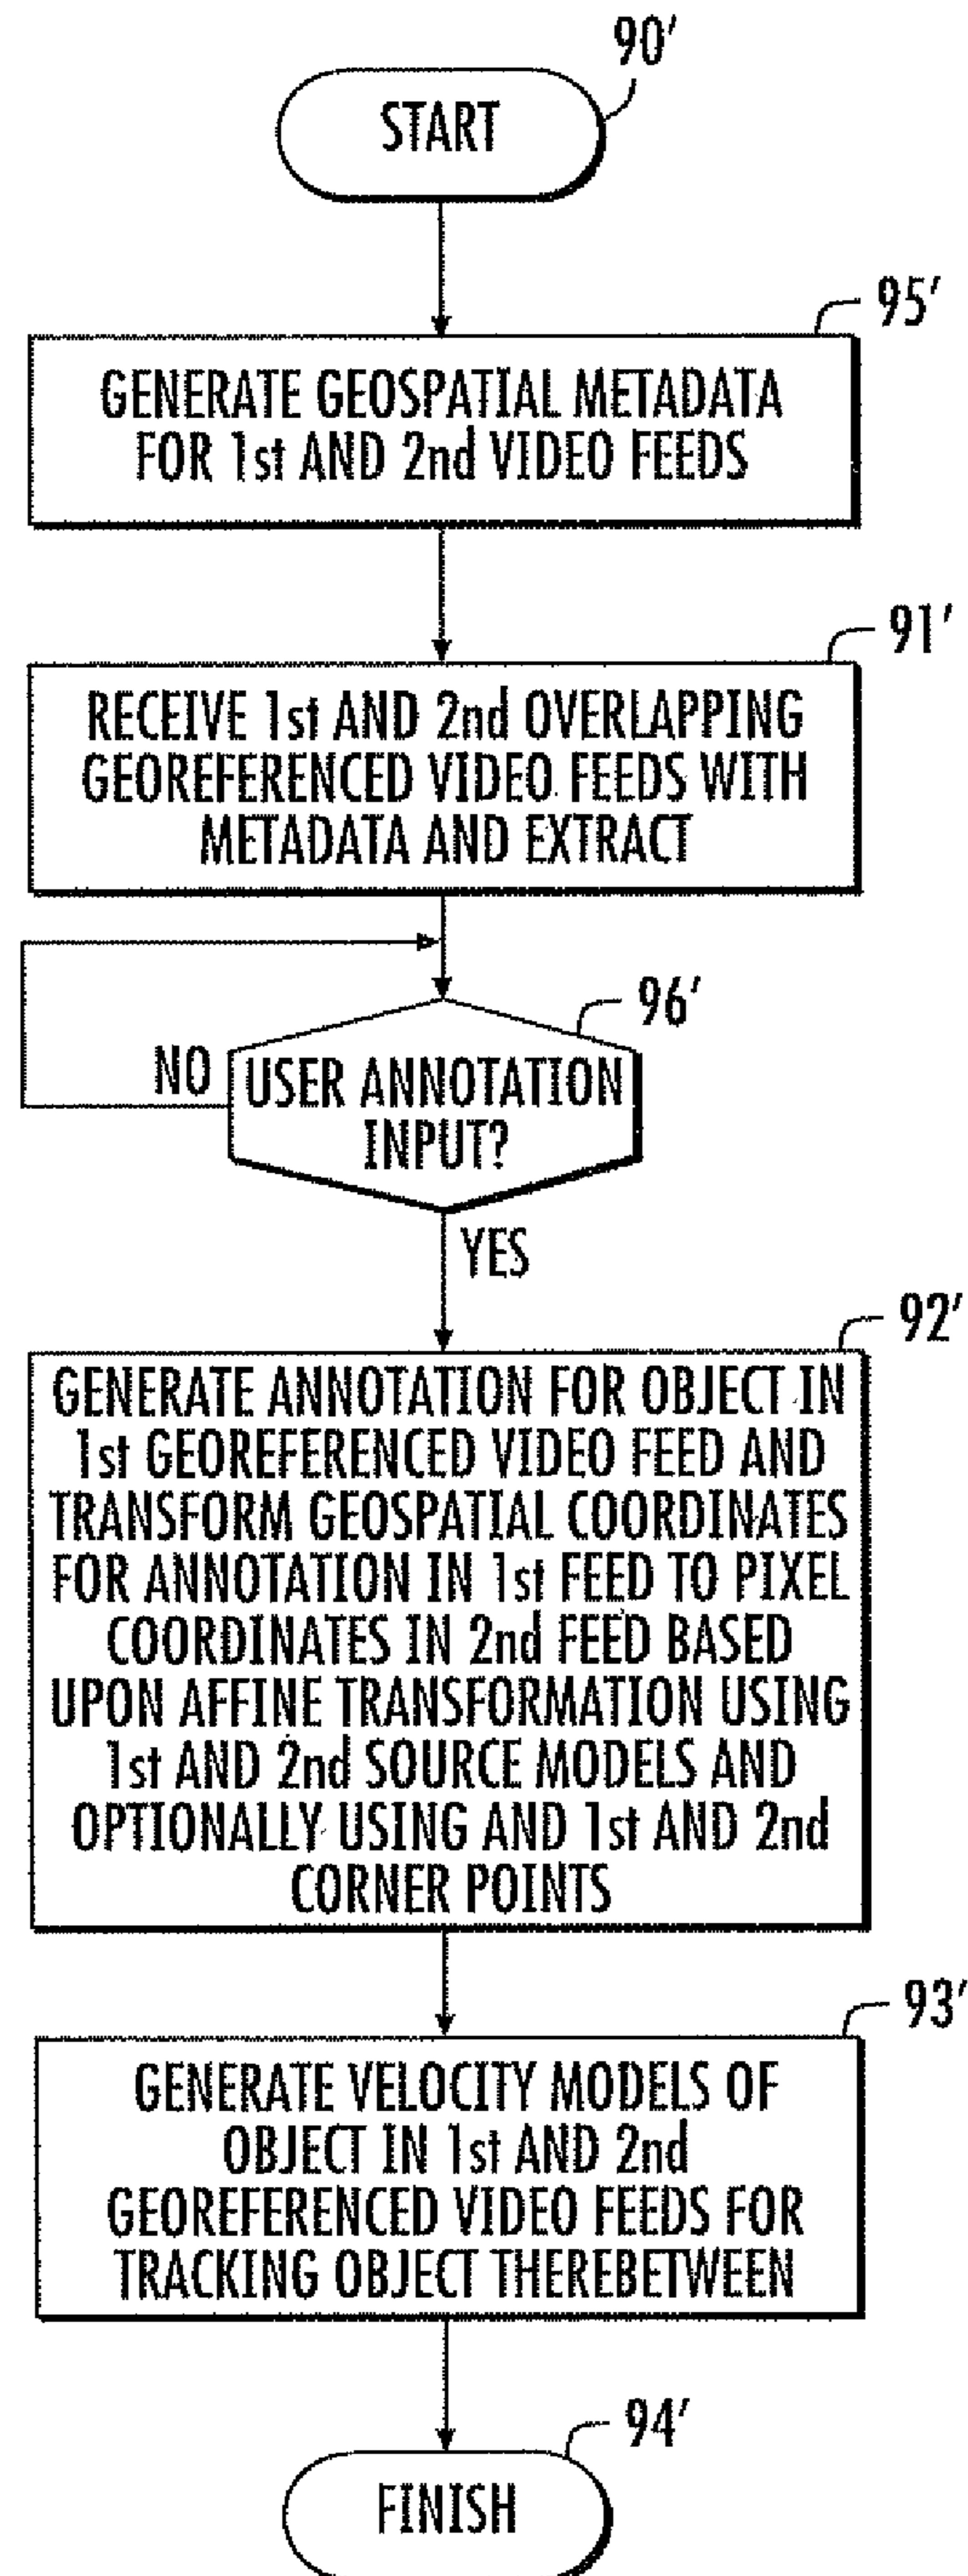 90'
START
95'
GENERATE GEOSPATIAL METADATA
FOR 1st AND 2nd VIDEO FEEDS
91'
RECEIVE 1st AND 2nd OVERLAPPING
GEOREFERENCED VIDEO FEEDS WITH
METADATA AND EXTRACT
96'
NO
USER ANNOTATION
INPUT?
YES
92'
GENERATE ANNOTATION FOR OBJECT IN
1st GEOREFERENCED VIDEO FEED AND
TRANSFORM GEOSPATIAL COORDINATES
FOR ANNOTATION IN 1st FEED TO PIXEL
COORDINATES IN 2nd FEED BASED
UPON AFFINE TRANSFORMATION USING
1st AND 2nd SOURCE MODELS AND
OPTIONALLY USING AND 1st AND 2nd
CORNER POINTS
93'
GENERATE VELOCITY MODELS OF
OBJECT IN 1st AND 2nd
GEOREFERENCED VIDEO FEEDS FOR
TRACKING OBJECT THEREBETWEEN
94'
FINISH